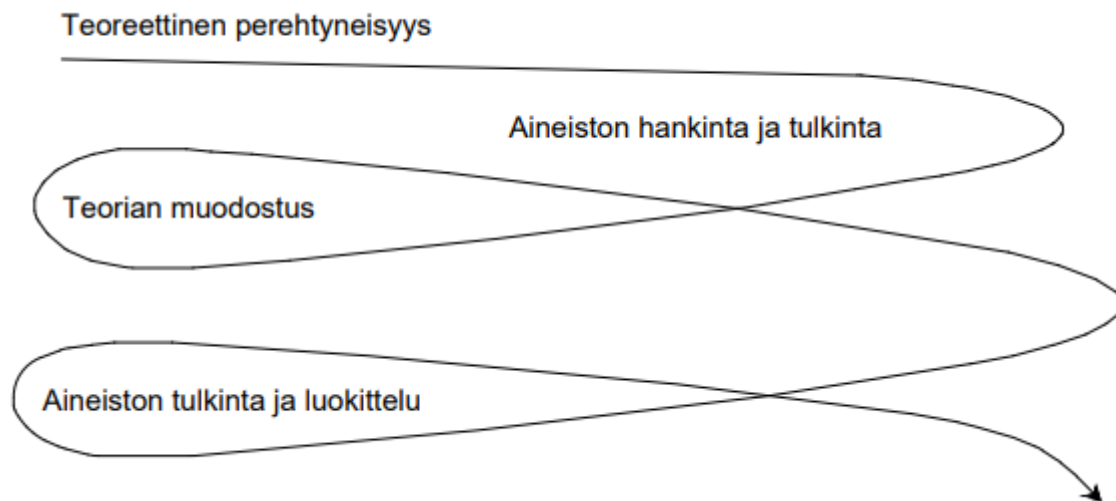 Teoreettinen perehtyneisyys
Aineiston hankinta ja tulkinta
Teorian muodostus
Aineiston tulkinta ja luokittelu